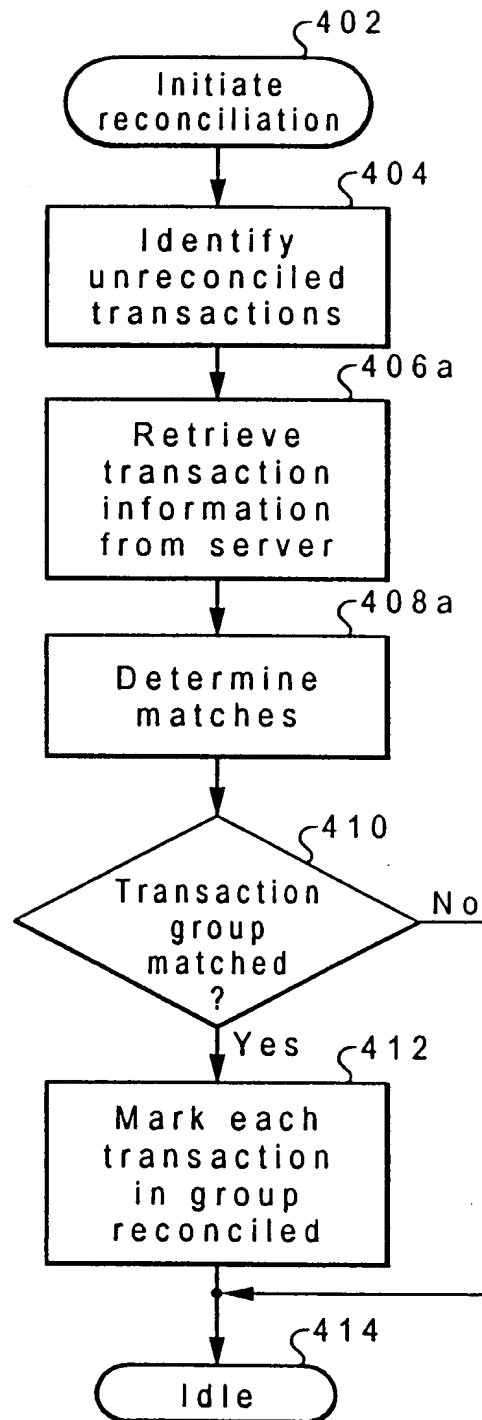 402
Initiate
reconciliation
404
Identify
unreconciled
transactions
406a
Retrieve
transaction
information
from server
408a
Determine
matches
410
Transaction
group
matched
?
No
Yes
412
Mark each
transaction
in group
reconciled
414
Idle